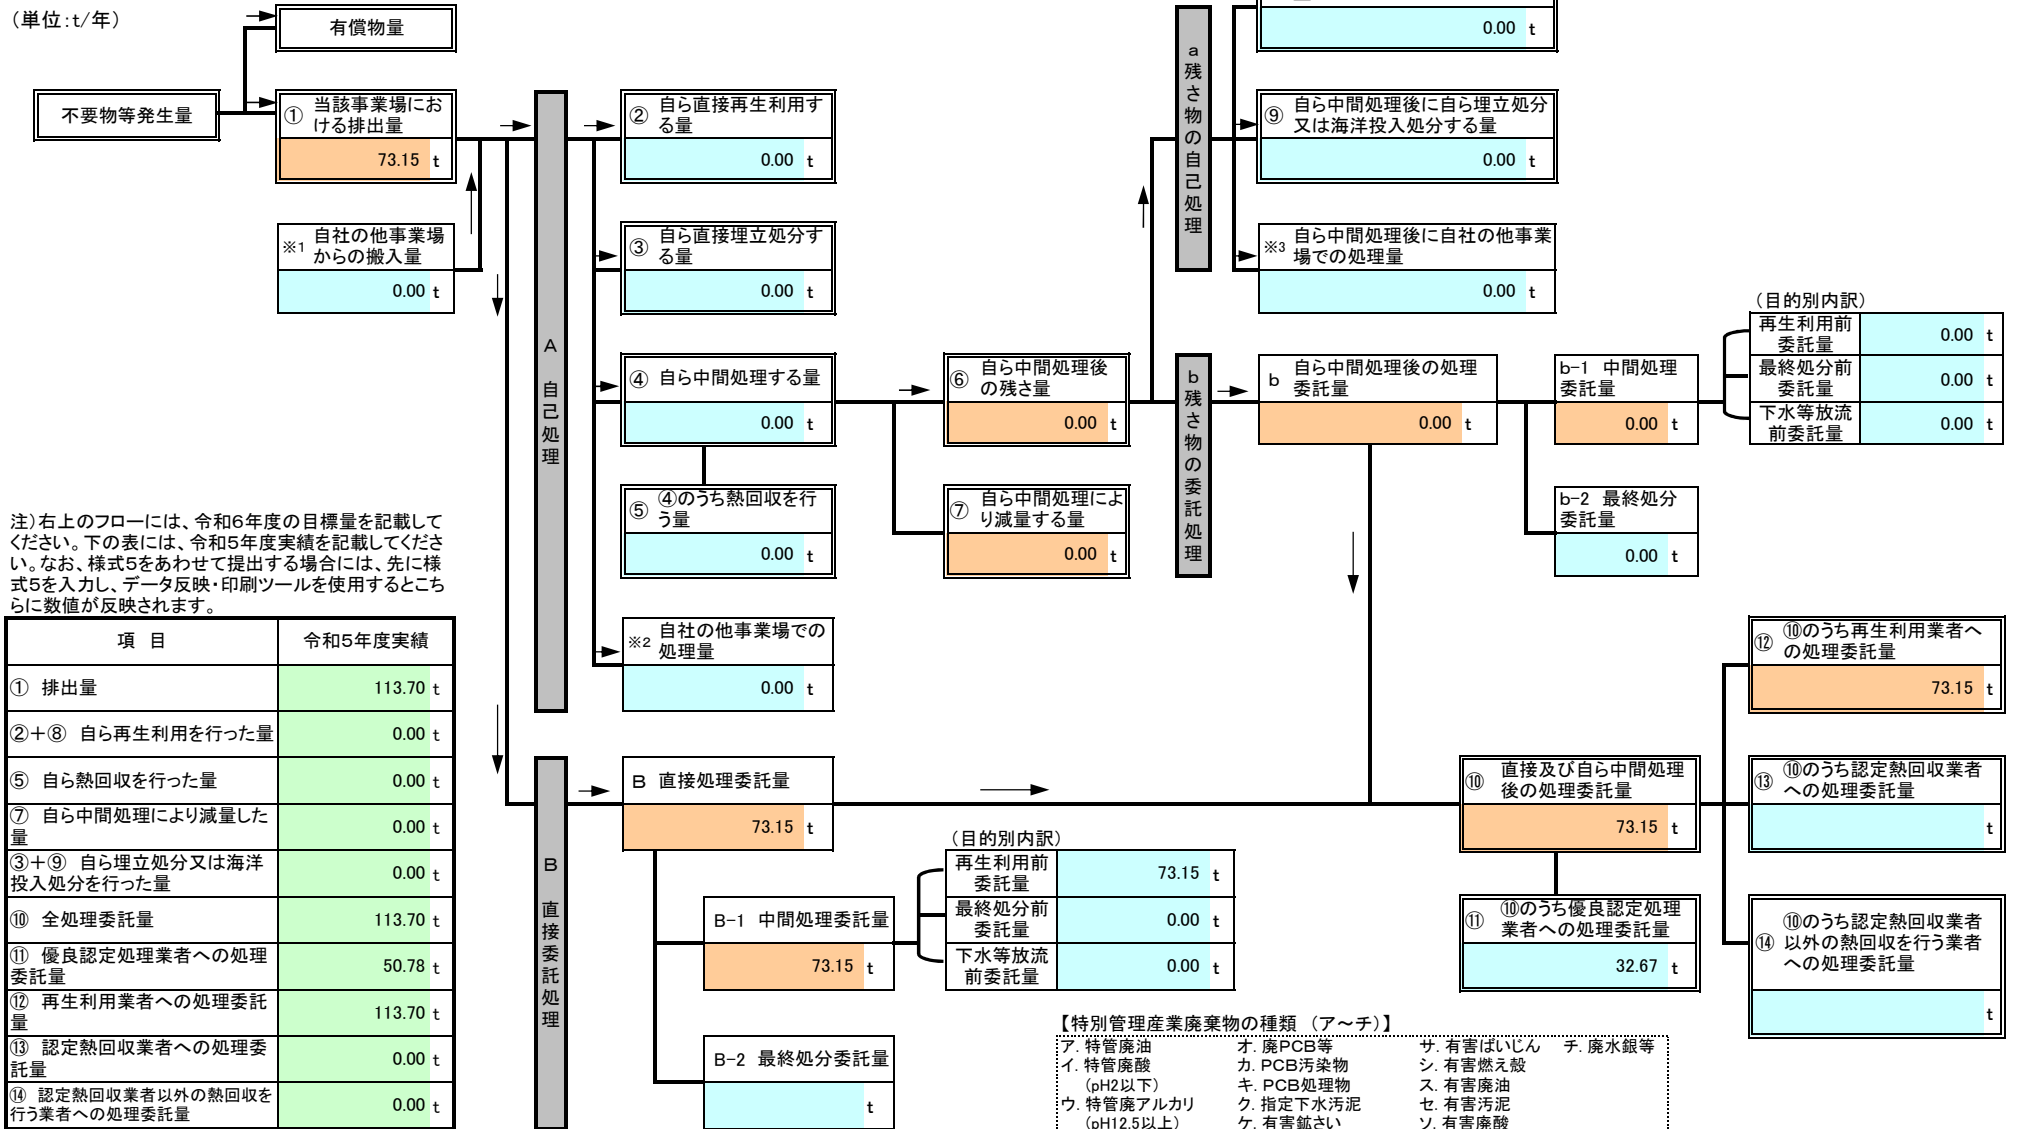 （単位：t/年）
有償物量
不要物等発生量
① 当該事業場にお
ける排出量
73.15 t
※1 自社の他事業場
からの搬入量
0.00 t
A 自己処理
② 自ら直接再生利用す
る量
0.00 t
③ 自ら直接埋立処分す
る量
0.00 t
④ 自ら中間処理する量
0.00 t
⑤ ④のうち熱回収を行
う量
0.00 t
※2 自社の他事業場での
処理量
0.00 t
⑥ 自ら中間処理後
の残さ量
0.00 t
⑦ 自ら中間処理によ
り減量する量
0.00 t
a 残さ物の自己処理
0.00 t
⑨ 自ら中間処理後に自ら埋立処分
又は海洋投入処分する量
0.00 t
※3 自ら中間処理後に自社の他事業
場での処理量
0.00 t
b 残さ物の委託処理
b 自ら中間処理後の処理
委託量
0.00 t
b-1 中間処理
委託量
0.00 t
b-2 最終処分
委託量
0.00 t
（目的別内訳）
再生利用前
委託量 0.00 t
最終処分前
委託量 0.00 t
下水等放流
前委託量 0.00 t
注）右上のフローには、令和6年度の目標量を記載して
ください。下の表には、令和5年度実績を記載してくださ
い。なお、様式5をあわせて提出する場合には、先に様
式5を入力し、データ反映・印刷ツールを使用するとこち
らに数値が反映されます。
項 目 令和5年度実績
① 排出量 113.70 t
②＋⑧ 自ら再生利用を行った量 0.00 t
⑤ 自ら熱回収を行った量 0.00 t
⑦ 自ら中間処理により減量した
量 0.00 t
③＋⑨ 自ら埋立処分又は海洋
投入処分を行った量 0.00 t
⑩ 全処理委託量 113.70 t
⑪ 優良認定処理業者への処理
委託量 50.78 t
⑫ 再生利用業者への処理委託
量 113.70 t
⑬ 認定熱回収業者への処理委
託量 0.00 t
⑭ 認定熱回収業者以外の熱回収を
行う業者への処理委託量 0.00 t
B 直接委託処理
B 直接処理委託量
73.15 t
B-1 中間処理委託量
73.15 t
B-2 最終処分委託量
t
（目的別内訳）
再生利用前
委託量 73.15 t
最終処分前
委託量 0.00 t
下水等放流
前委託量 0.00 t
⑩ 直接及び自ら中間処理
後の処理委託量
73.15 t
⑪ ⑩のうち優良認定処理
業者への処理委託量
32.67 t
⑫ ⑩のうち再生利用業者へ
の処理委託量
73.15 t
⑬ ⑩のうち認定熱回収業者
への処理委託量
t
⑭ ⑩のうち認定熱回収業者
以外の熱回収を行う業者
への処理委託量
t
【特別管理産業廃棄物の種類 （ア～チ）】
ア. 特管廃油 オ. 廃PCB等 サ. 有害ばいじん チ. 廃水銀等
イ. 特管廃酸 カ. PCB汚染物 シ. 有害燃え殻
（pH2以下） キ. PCB処理物 ス. 有害廃油
ウ. 特管廃アルカリ ク. 指定下水汚泥 セ. 有害汚泥
（pH12.5以上） ケ. 有害鉱さい ソ. 有害廃酸